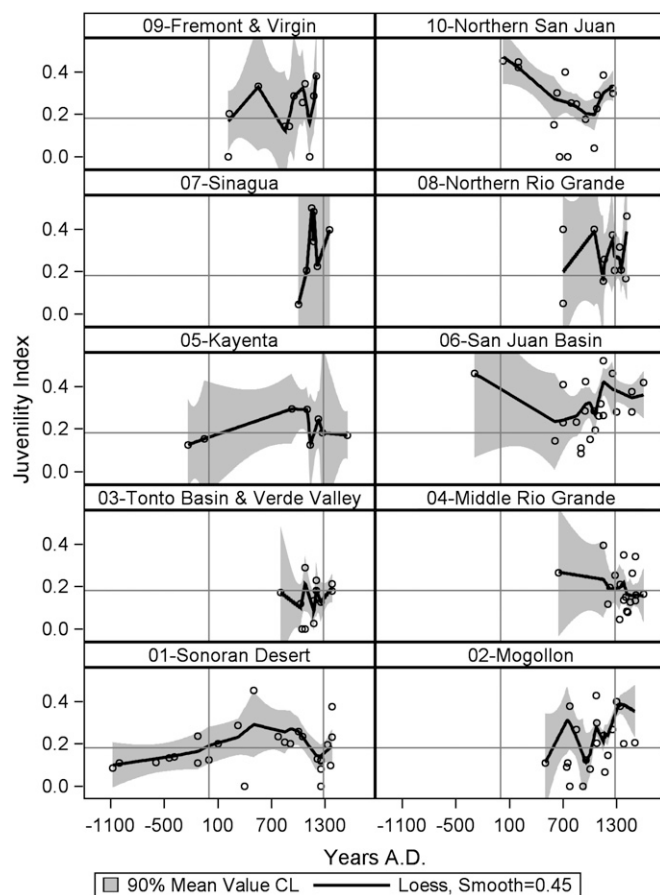 09-Fremont & Virgin 10-Northern San Juan
0.4
0.2
0.0
07-Sinagua 08-Northern Rio Grande
0.4
0.2
0.0
05-Kayenta 06-San Juan Basin
0.4
0.2
0.0
03-Tonto Basin & Verde Valley 04-Middle Rio Grande
0.4
0.2
0.0
01-Sonoran Desert 02-Mogollon
0.4
0.2
0.0
Juvenility Index
-1100 -500 100 700 1300 -1100 -500 100 700 1300
Years A.D.
90% Mean Value CL Loess, Smooth=0.45